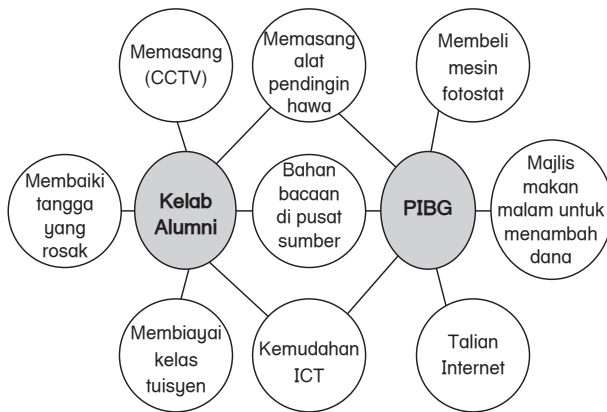 Memasang
(CCTV)
Memasang
alat
pendingin
hawa
Membeli
mesin
fotostat
Membaiki
tangga
yang
rosak
Kelab
Alumni
Bahan
bacaan
di pusat
sumber
PIBG
Majlis
makan
malam untuk
menambah
dana
Membiayai
kelas
tuisyen
Kemudahan
ICT
Talian
Internet